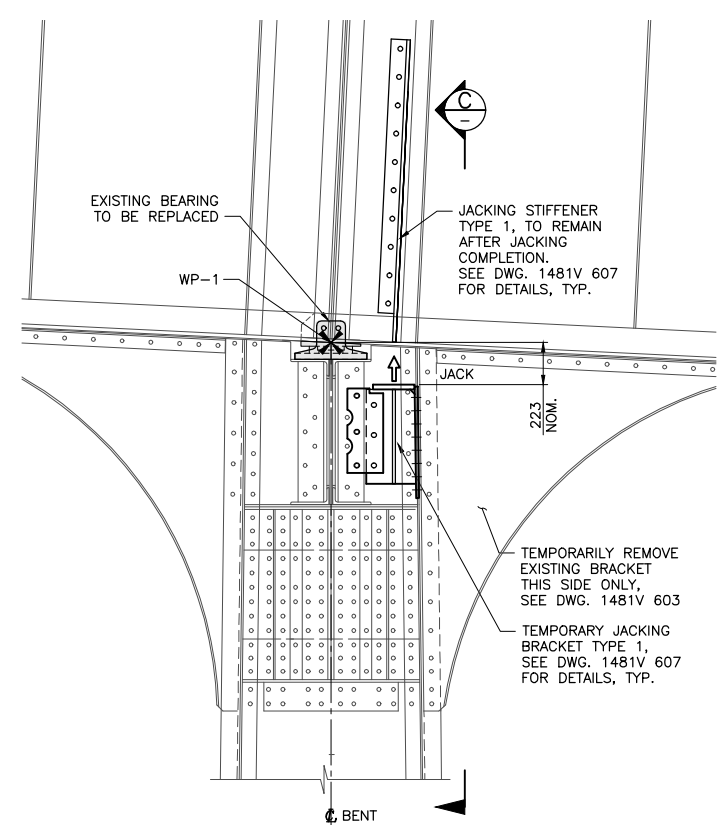 C
–
EXISTING BEARING
TO BE REPLACED
JACKING STIFFENER
TYPE 1, TO REMAIN
AFTER JACKING
COMPLETION.
SEE DWG. 1481V 607
FOR DETAILS, TYP.
WP-1
JACK
223
NOM.
TEMPORARILY REMOVE
EXISTING BRACKET
THIS SIDE ONLY,
SEE DWG. 1481V 603
TEMPORARY JACKING
BRACKET TYPE 1,
SEE DWG. 1481V 607
FOR DETAILS, TYP.
℄ BENT